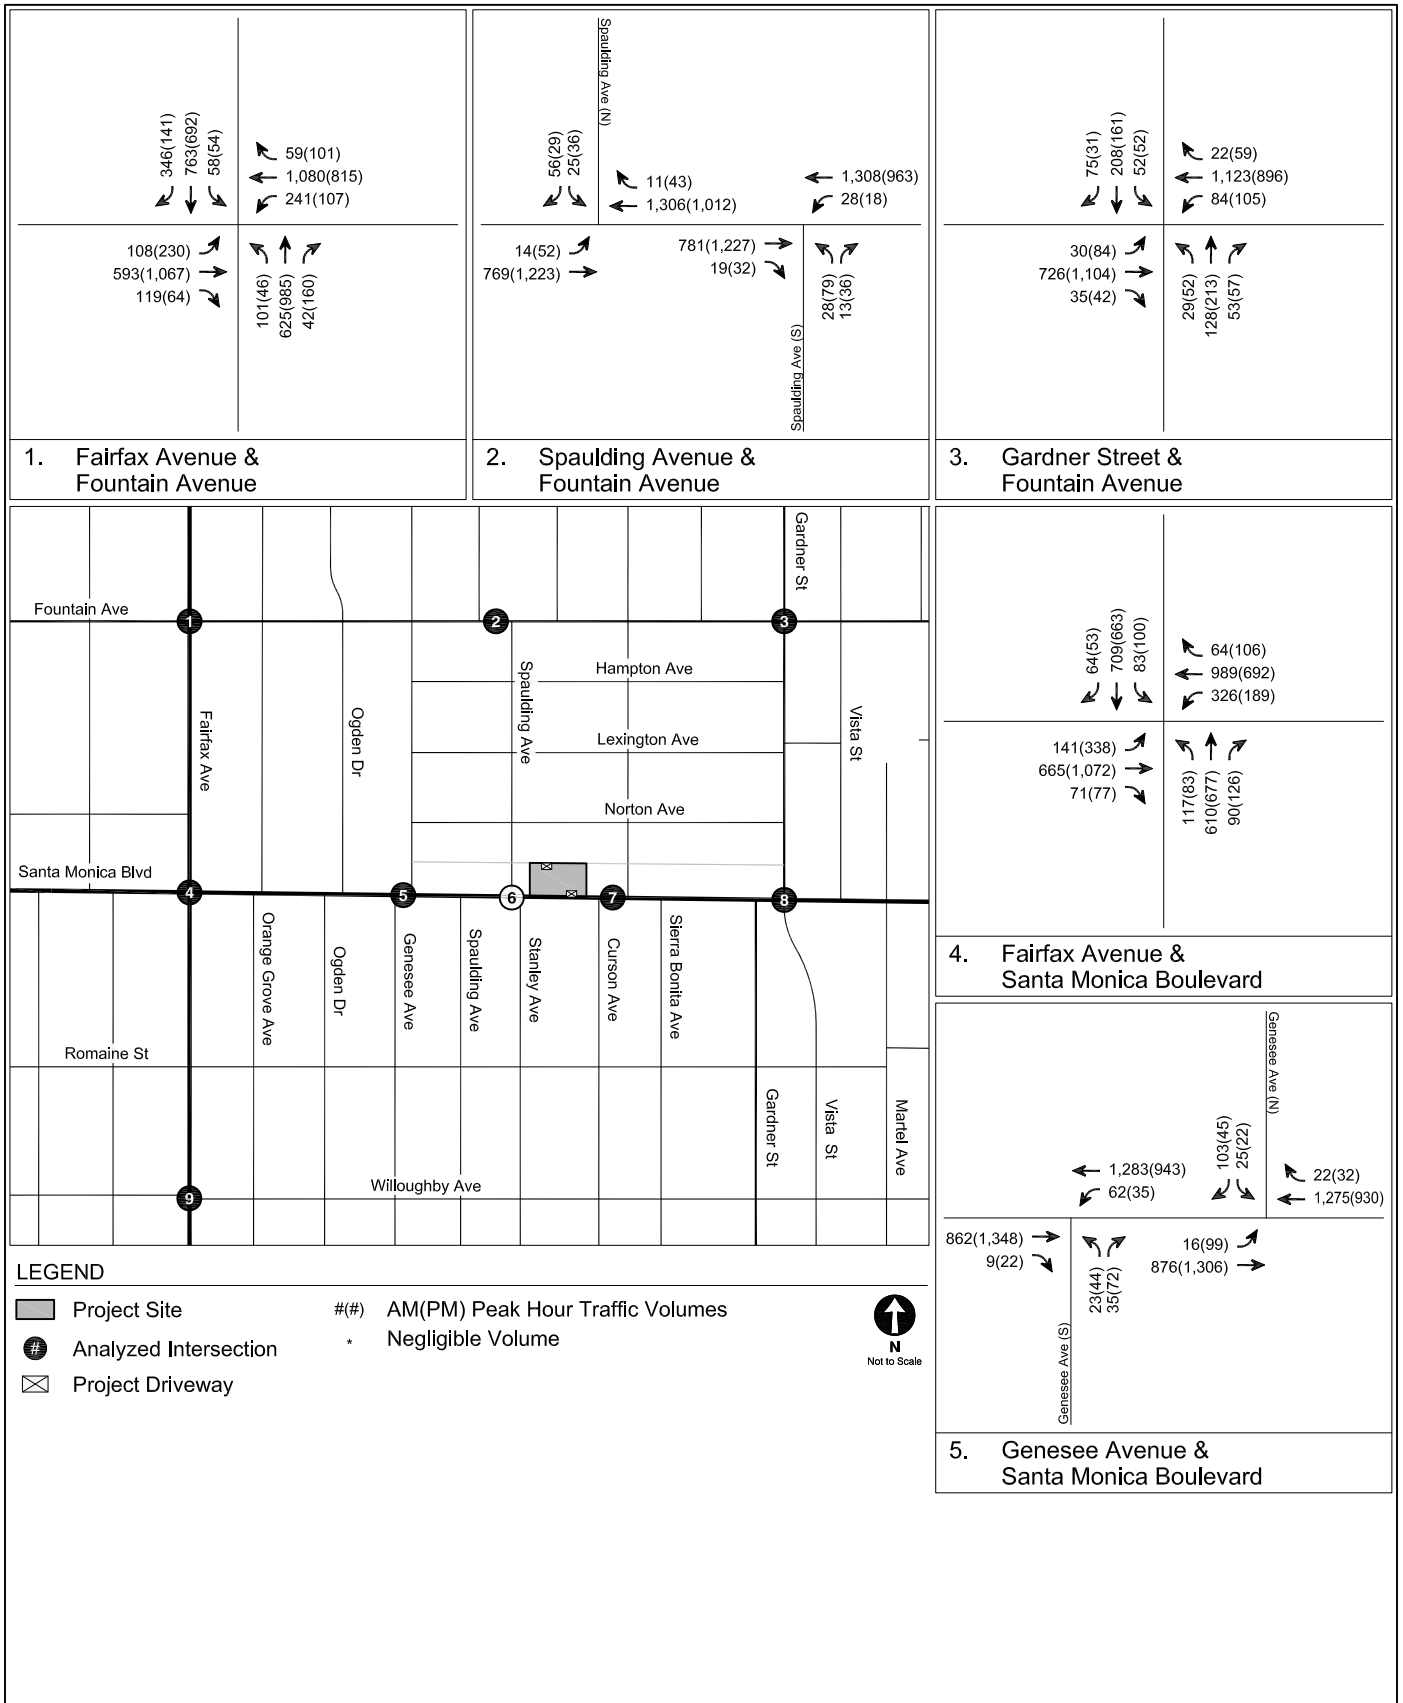 346(141)
763(692)
58(54)
59(101)
1,080(815)
241(107)
108(230)
593(1,067)
119(64)
101(46)
625(985)
42(160)
1. Fairfax Avenue &
Fountain Avenue
Spaulding Ave (N)
56(29)
25(36)
11(43)
1,306(1,012)
1,308(963)
28(18)
14(52)
769(1,223)
781(1,227)
19(32)
28(79)
13(36)
Spaulding Ave (S)
2. Spaulding Avenue &
Fountain Avenue
75(31)
208(161)
52(52)
22(59)
1,123(896)
84(105)
30(84)
726(1,104)
35(42)
29(52)
128(213)
53(57)
3. Gardner Street &
Fountain Avenue
Gardner St
Fountain Ave
1
2
3
Hampton Ave
Fairfax Ave
Ogden Dr
Spaulding Ave
Vista St
Lexington Ave
Norton Ave
Santa Monica Blvd
4
5
6
7
8
Orange Grove Ave
Ogden Dr
Genesee Ave
Spaulding Ave
Stanley Ave
Curson Ave
Sierra Bonita Ave
Romaine St
Gardner St
Vista St
Martel Ave
Willoughby Ave
9
64(53)
709(663)
83(100)
64(106)
989(692)
326(189)
141(338)
665(1,072)
71(77)
117(83)
610(677)
90(126)
4. Fairfax Avenue &
Santa Monica Boulevard
Genesee Ave (N)
103(45)
25(22)
1,283(943)
62(35)
22(32)
1,275(930)
862(1,348)
9(22)
16(99)
876(1,306)
23(44)
35(72)
Genesee Ave (S)
5. Genesee Avenue &
Santa Monica Boulevard
LEGEND
Project Site
#(#) AM(PM) Peak Hour Traffic Volumes
# Analyzed Intersection
* Negligible Volume
Project Driveway
N
Not to Scale